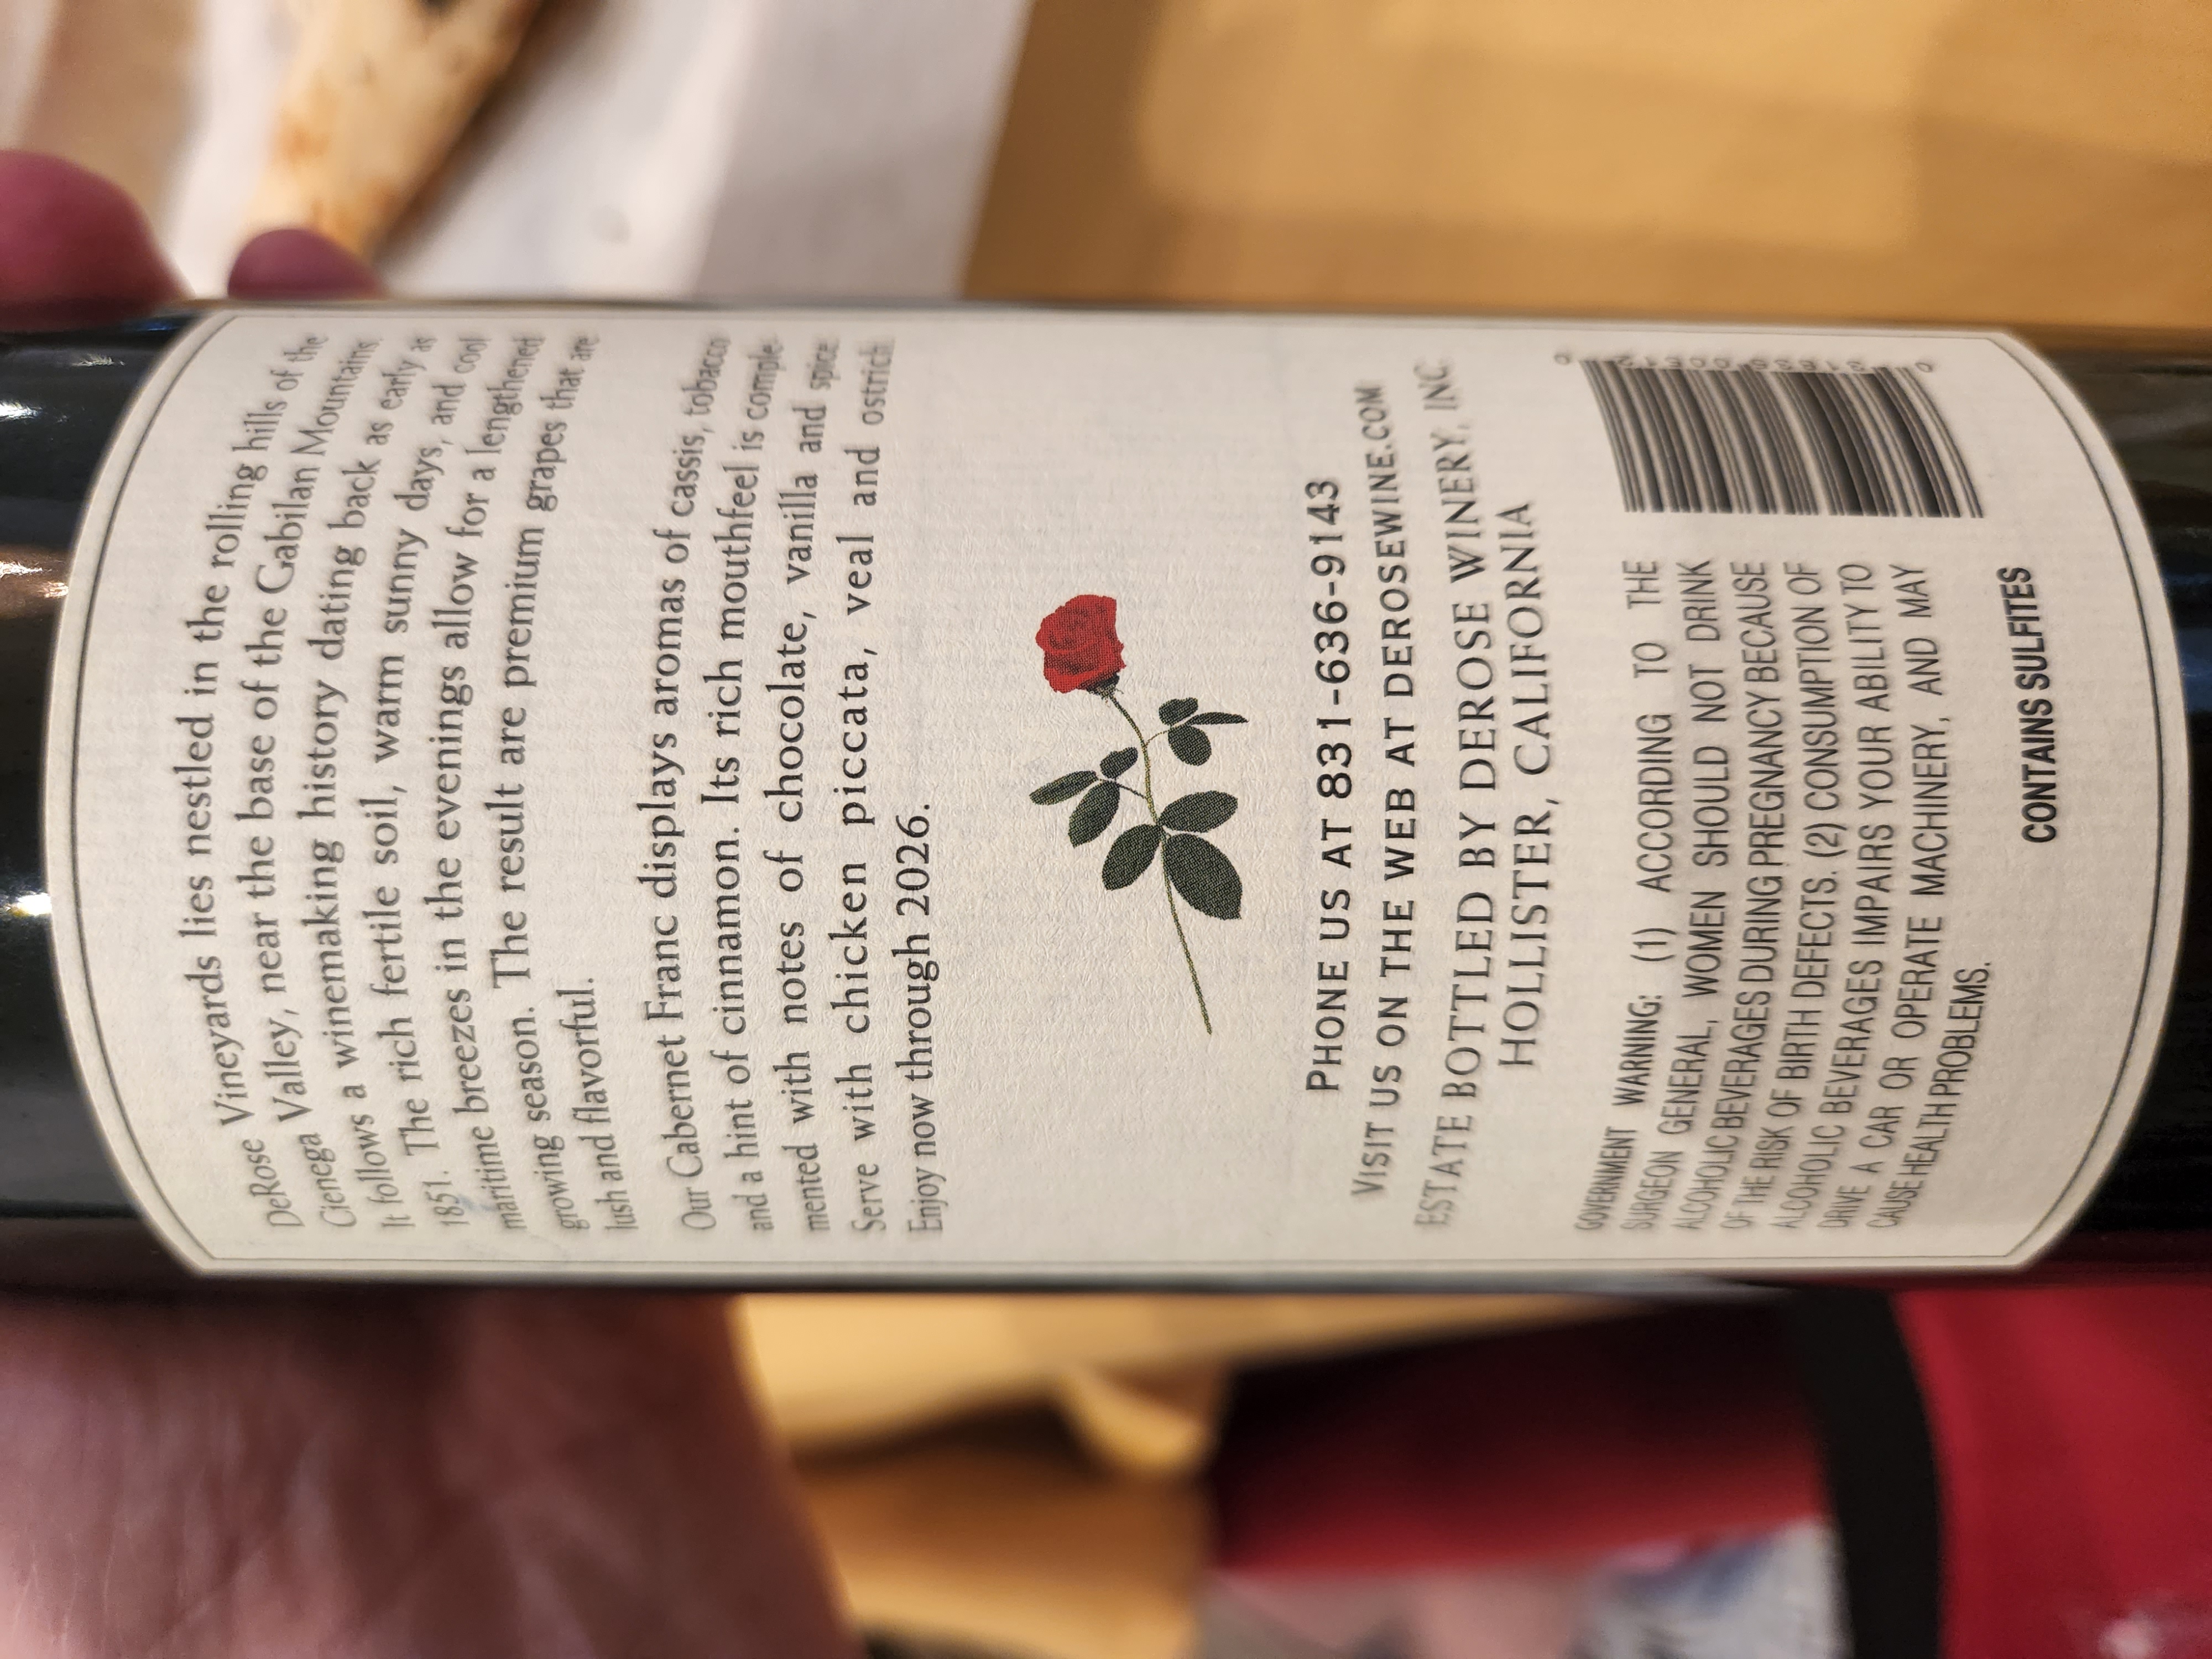 DeRose Vineyards lies nestled in the rolling hills of the
Cienega Valley, near the base of the Gabilan Mountains.
It follows a winemaking history dating back as early as
1851. The rich fertile soil, warm sunny days, and cool
maritime breezes in the evenings allow for a lengthened
growing season. The result are premium grapes that are
lush and flavorful.
Our Cabernet Franc displays aromas of cassis, tobacco
and a hint of cinnamon. Its rich mouthfeel is comple-
mented with notes of chocolate, vanilla and spice.
Serve with chicken piccata, veal and ostrich.
Enjoy now through 2026.
PHONE US AT 831-636-9143
VISIT US ON THE WEB AT DEROSEWINE.COM
ESTATE BOTTLED BY DEROSE WINERY, INC.
HOLLISTER, CALIFORNIA
GOVERNMENT WARNING: (1) ACCORDING TO THE
SURGEON GENERAL, WOMEN SHOULD NOT DRINK
ALCOHOLIC BEVERAGES DURING PREGNANCY BECAUSE
OF THE RISK OF BIRTH DEFECTS. (2) CONSUMPTION OF
ALCOHOLIC BEVERAGES IMPAIRS YOUR ABILITY TO
DRIVE A CAR OR OPERATE MACHINERY, AND MAY
CAUSE HEALTH PROBLEMS.
CONTAINS SULFITES